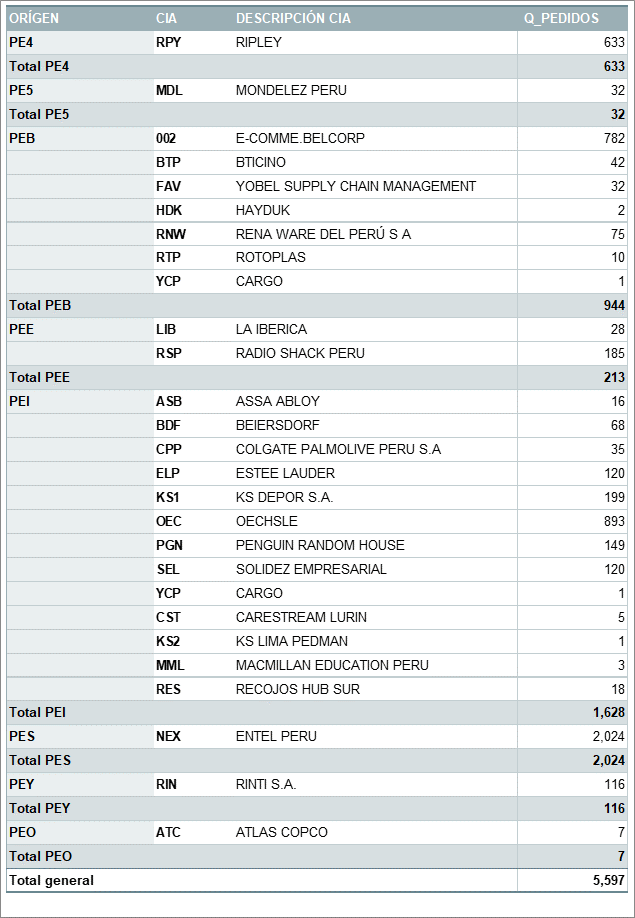 ORÍGEN CIA DESCRIPCIÓN CIA Q_PEDIDOS
PE4 RPY RIPLEY 633
Total PE4 633
PE5 MDL MONDELEZ PERU 32
Total PE5 32
PEB 002 E-COMME.BELCORP 782
BTP BTICINO 42
FAV YOBEL SUPPLY CHAIN MANAGEMENT 32
HDK HAYDUK 2
RNW RENA WARE DEL PERÚ S A 75
RTP ROTOPLAS 10
YCP CARGO 1
Total PEB 944
PEE LIB LA IBERICA 28
RSP RADIO SHACK PERU 185
Total PEE 213
PEI ASB ASSA ABLOY 16
BDF BEIERSDORF 68
CPP COLGATE PALMOLIVE PERU S.A 35
ELP ESTEE LAUDER 120
KS1 KS DEPOR S.A. 199
OEC OECHSLE 893
PGN PENGUIN RANDOM HOUSE 149
SEL SOLIDEZ EMPRESARIAL 120
YCP CARGO 1
CST CARESTREAM LURIN 5
KS2 KS LIMA PEDMAN 1
MML MACMILLAN EDUCATION PERU 3
RES RECOJOS HUB SUR 18
Total PEI 1,628
PES NEX ENTEL PERU 2,024
Total PES 2,024
PEY RIN RINTI S.A. 116
Total PEY 116
PEO ATC ATLAS COPCO 7
Total PEO 7
Total general 5,597